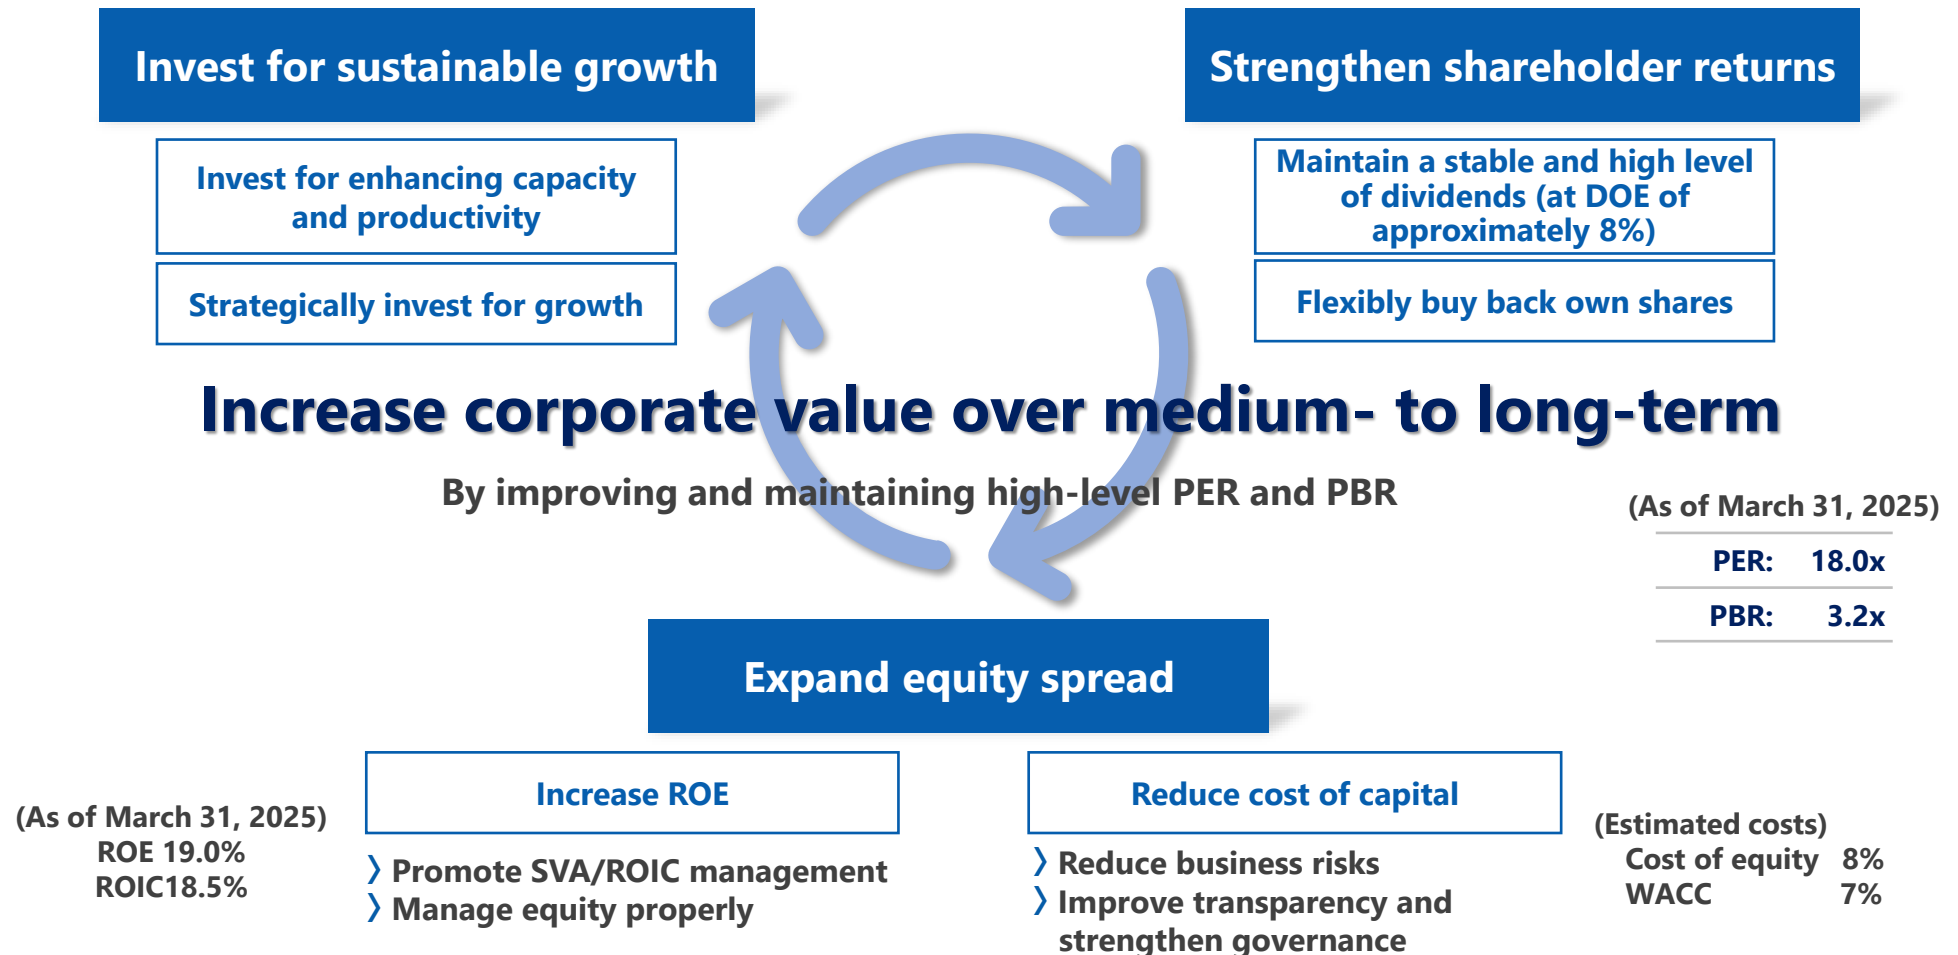 Invest for sustainable growth
Invest for enhancing capacity
and productivity
Strategically invest for growth
Strengthen shareholder returns
Maintain a stable and high level
of dividends (at DOE of
approximately 8%)
Flexibly buy back own shares
Increase corporate value over medium- to long-term
By improving and maintaining high-level PER and PBR
(As of March 31, 2025)
PER: 18.0x
PBR: 3.2x
Expand equity spread
(As of March 31, 2025)
ROE 19.0%
ROIC18.5%
Increase ROE
〉Promote SVA/ROIC management
〉Manage equity properly
Reduce cost of capital
〉Reduce business risks
〉Improve transparency and
strengthen governance
(Estimated costs)
Cost of equity 8%
WACC 7%